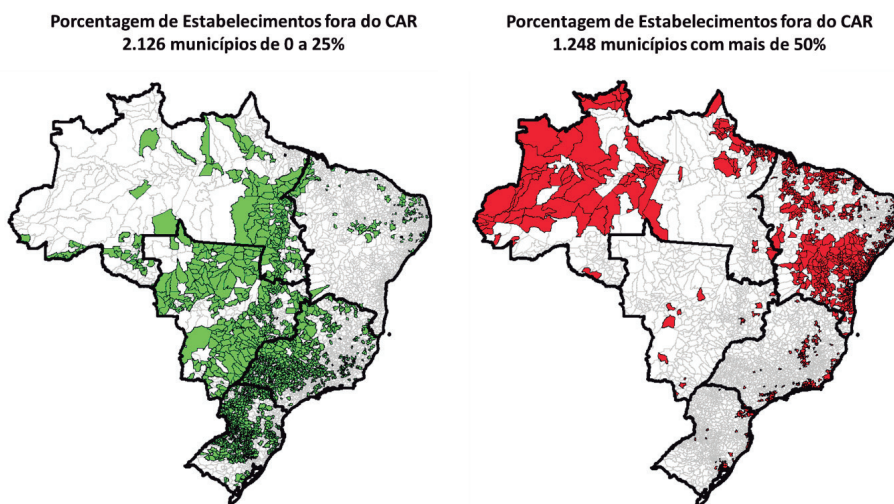 Porcentagem de Estabelecimentos fora do CAR
2.126 municípios de 0 a 25%
Porcentagem de Estabelecimentos fora do CAR
1.248 municípios com mais de 50%